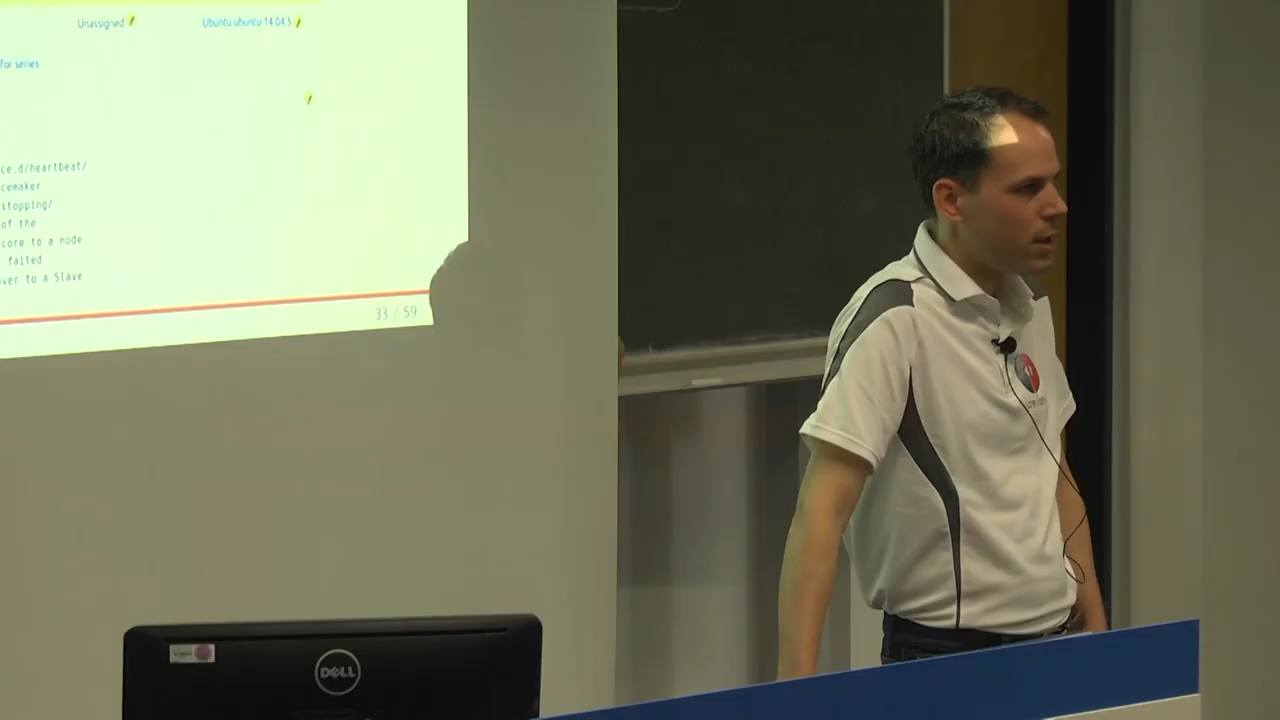 Unassigned
Ubuntu ubuntu-14.04.5
for series
ce.d/heartbeat/
cemaker
stopping/
of the
core to a node
failed
ver to a Slave
33 / 59
DELL